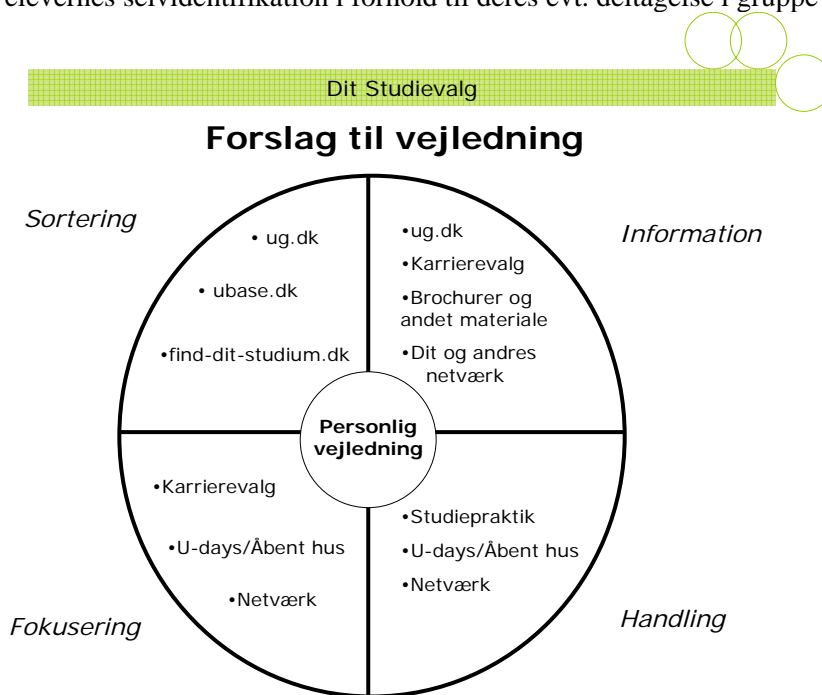 elevernes selvidentifikation i forhold til deres evt. deltagelse i gruppe
Dit Studievalg
Forslag til vejledning
Sortering
• ug.dk
• ubase.dk
•find-dit-studium.dk
Information
•ug.dk
•Karrierevalg
•Brochurer og
andet materiale
•Dit og andres
netværk
Personlig
vejledning
•Karrierevalg
•U-days/Åbent hus
•Netværk
Fokusering
•Studiepraktik
•U-days/Åbent hus
•Netværk
Handling